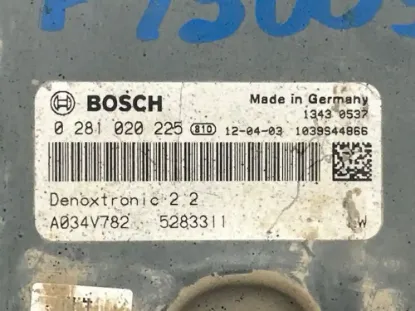 BOSCH
Made in Germany
1343 0537
0 281 020 225 81D 12-04-03 1039S44866
Denoxtronic 2.2
A034V782 5283311
W